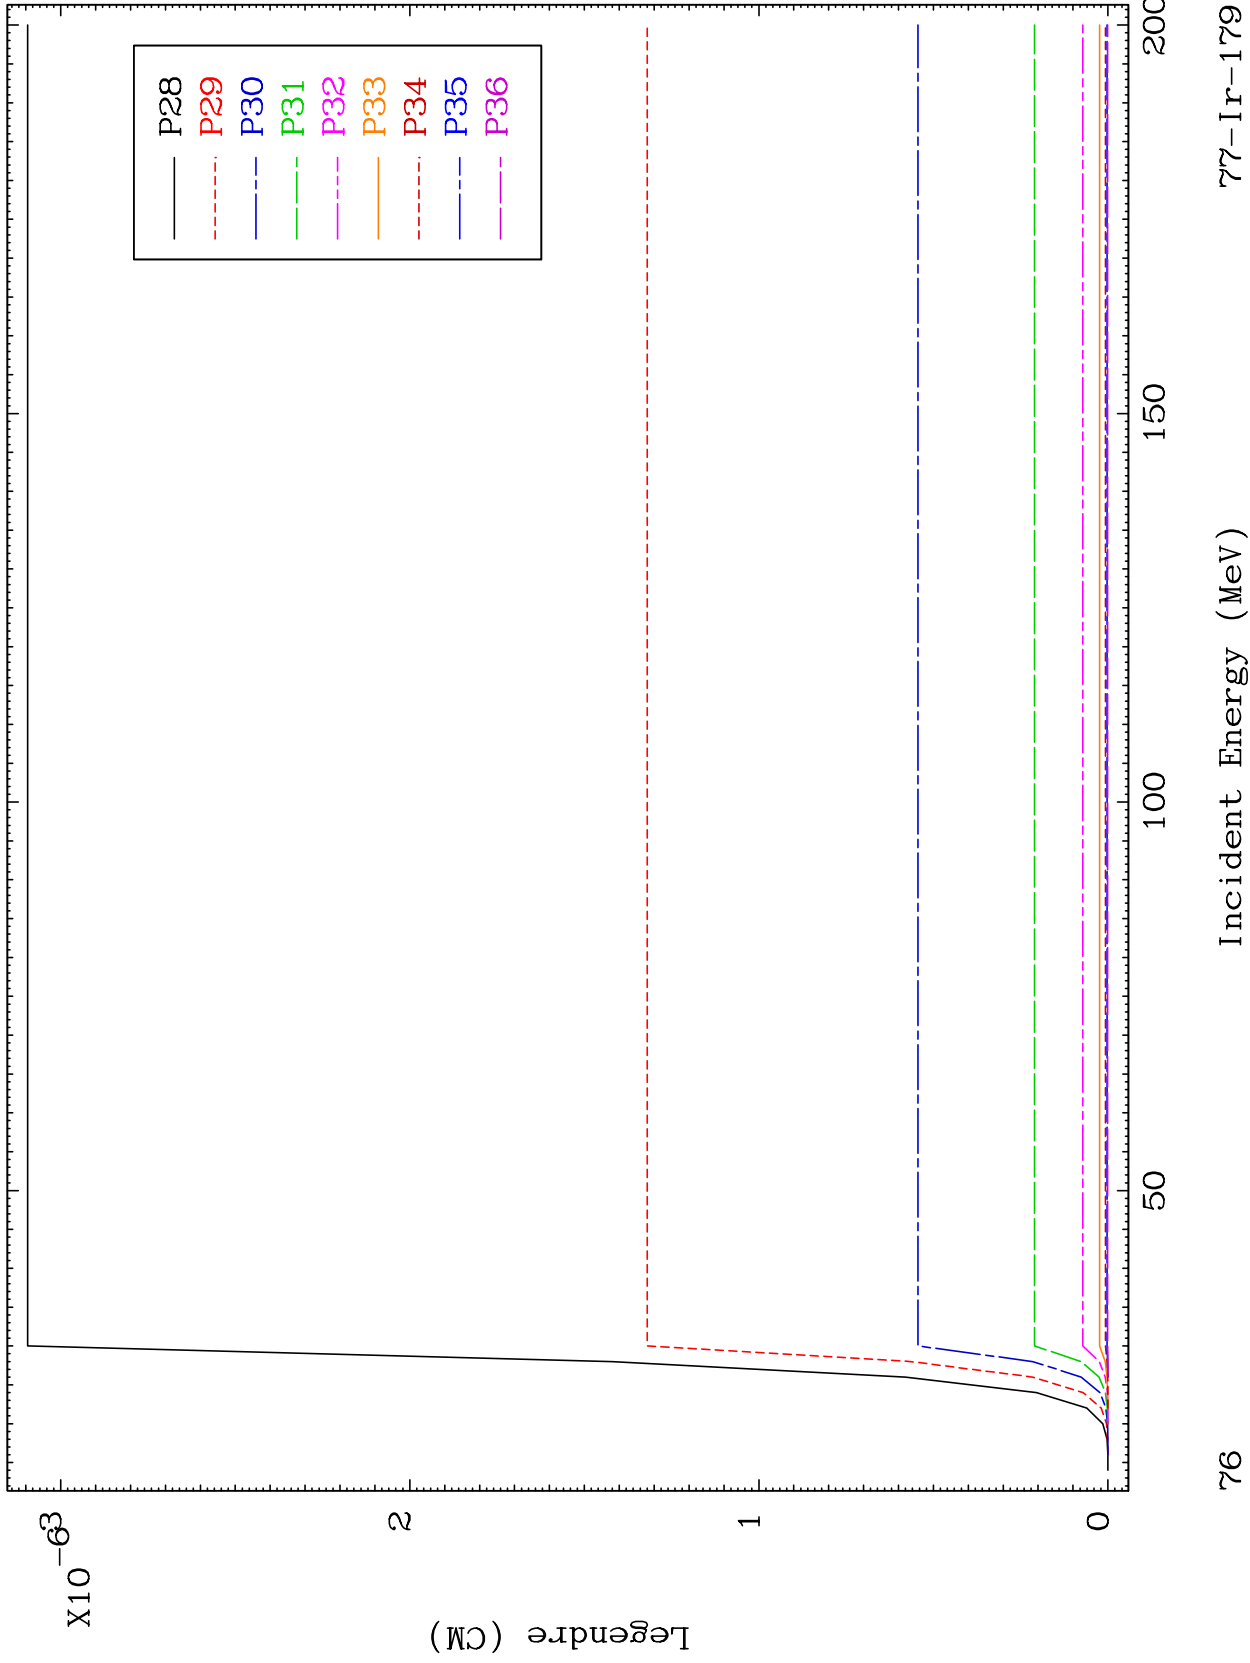 X10
-6
3
2
1
0
Legendre (CM)
P28
P29
P30
P31
P32
P33
P34
P35
P36
50
100
150
200
Incident Energy (MeV)
76
77-Ir-179